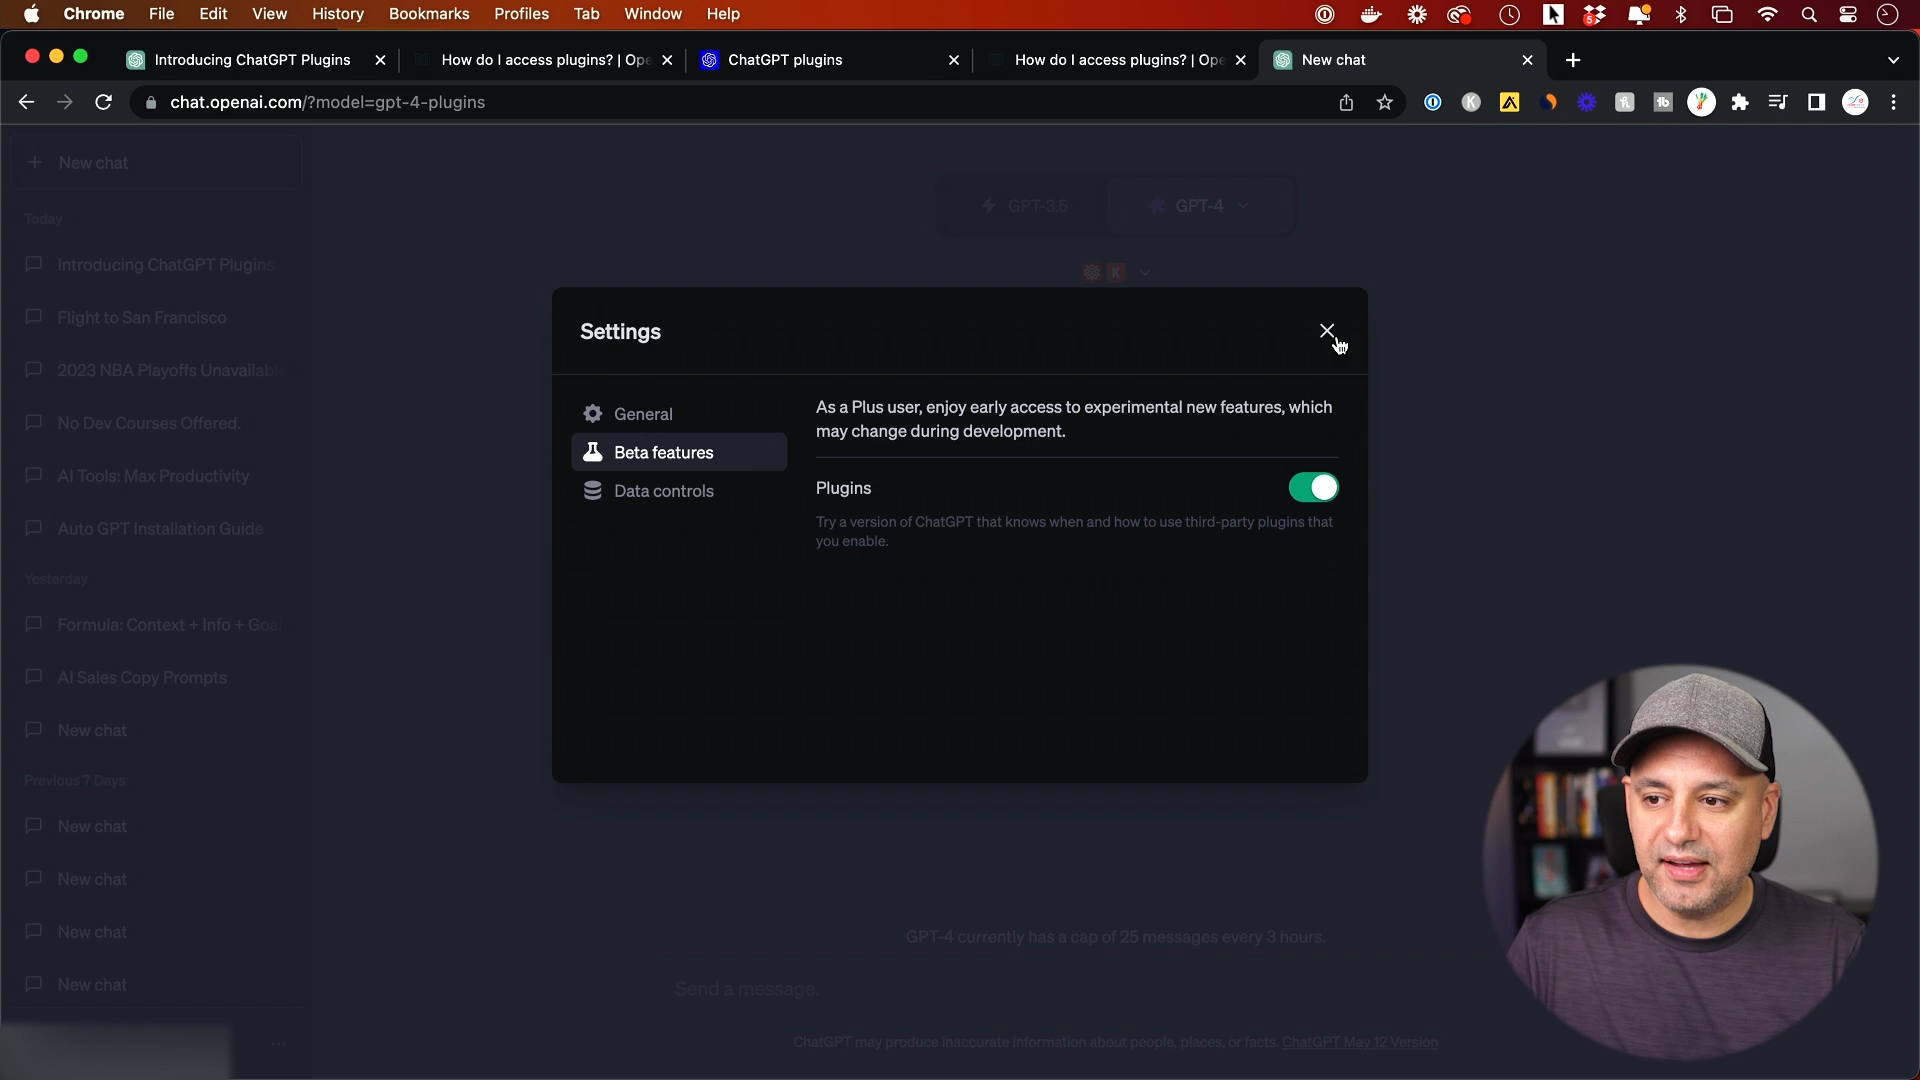 Chrome File Edit View History Bookmarks Profiles Tab Window Help
5
Introducing ChatGPT Plugins
How do I access plugins? | Ope
ChatGPT plugins
How do I access plugins? | Ope
New chat
chat.openai.com/?model=gpt-4-plugins
New chat
Today
Introducing ChatGPT Plugins
Flight to San Francisco
2023 NBA Playoffs Unavailab
No Dev Courses Offered.
AI Tools: Max Productivity
Auto GPT Installation Guide
Yesterday
Formula: Context + Info + Goa
AI Sales Copy Prompts
New chat
Previous 7 Days
New chat
New chat
New chat
New chat
GPT-3.5
GPT-4
K
Settings
General
Beta features
Data controls
As a Plus user, enjoy early access to experimental new features, which
may change during development.
Plugins
Try a version of ChatGPT that knows when and how to use third-party plugins that
you enable.
GPT-4 currently has a cap of 25 messages every 3 hours.
Send a message.
ChatGPT may produce inaccurate information about people, places, or facts. ChatGPT May 12 Version